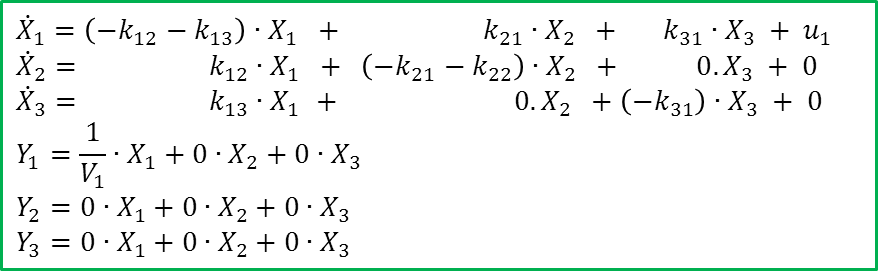 Ẋ₁ = (−k₁₂ − k₁₃) · X₁ + k₂₁ · X₂ + k₃₁ · X₃ + u₁
Ẋ₂ = k₁₂ · X₁ + (−k₂₁ − k₂₂) · X₂ + 0. X₃ + 0
Ẋ₃ = k₁₃ · X₁ + 0. X₂ + (−k₃₁) · X₃ + 0
Y₁ = 1/V₁ · X₁ + 0 · X₂ + 0 · X₃
Y₂ = 0 · X₁ + 0 · X₂ + 0 · X₃
Y₃ = 0 · X₁ + 0 · X₂ + 0 · X₃